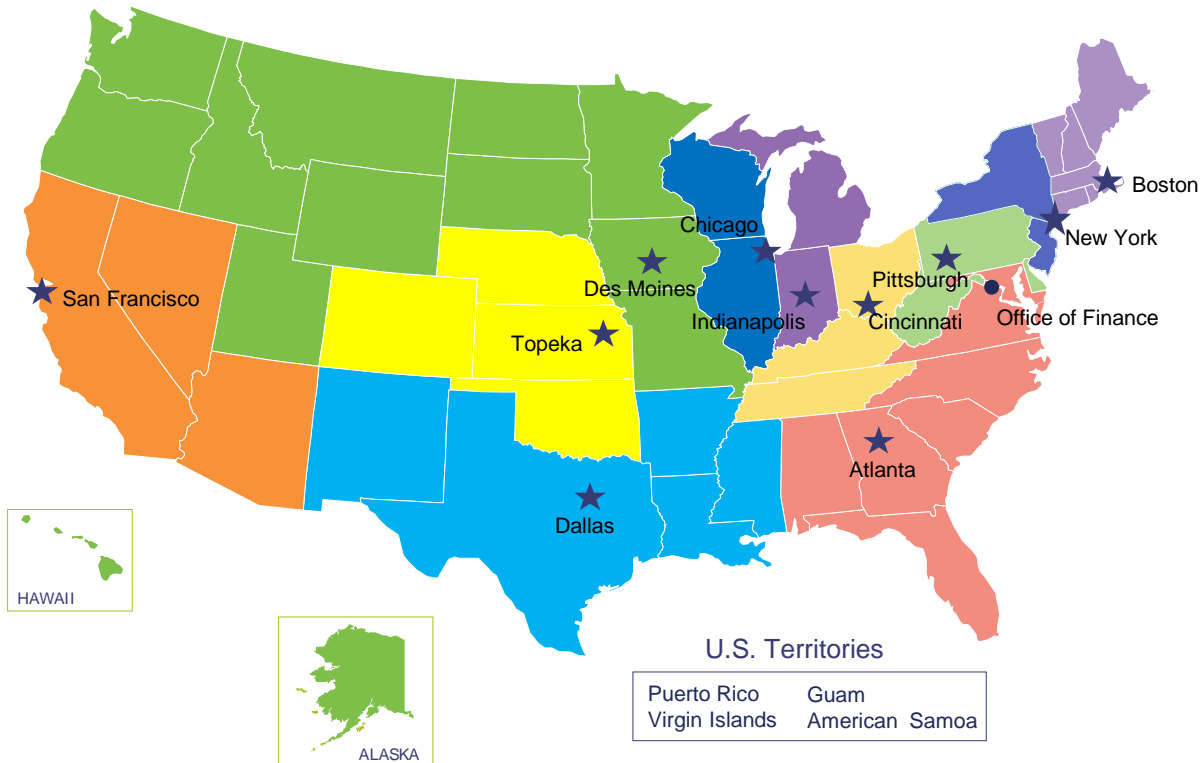 Boston
Chicago
New York
Pittsburgh
Des Moines
San Francisco
Office of Finance
Indianapolis
Cincinnati
Topeka
Atlanta
Dallas
HAWAII
U.S. Territories
Puerto Rico
Guam
Virgin Islands
American Samoa
ALASKA